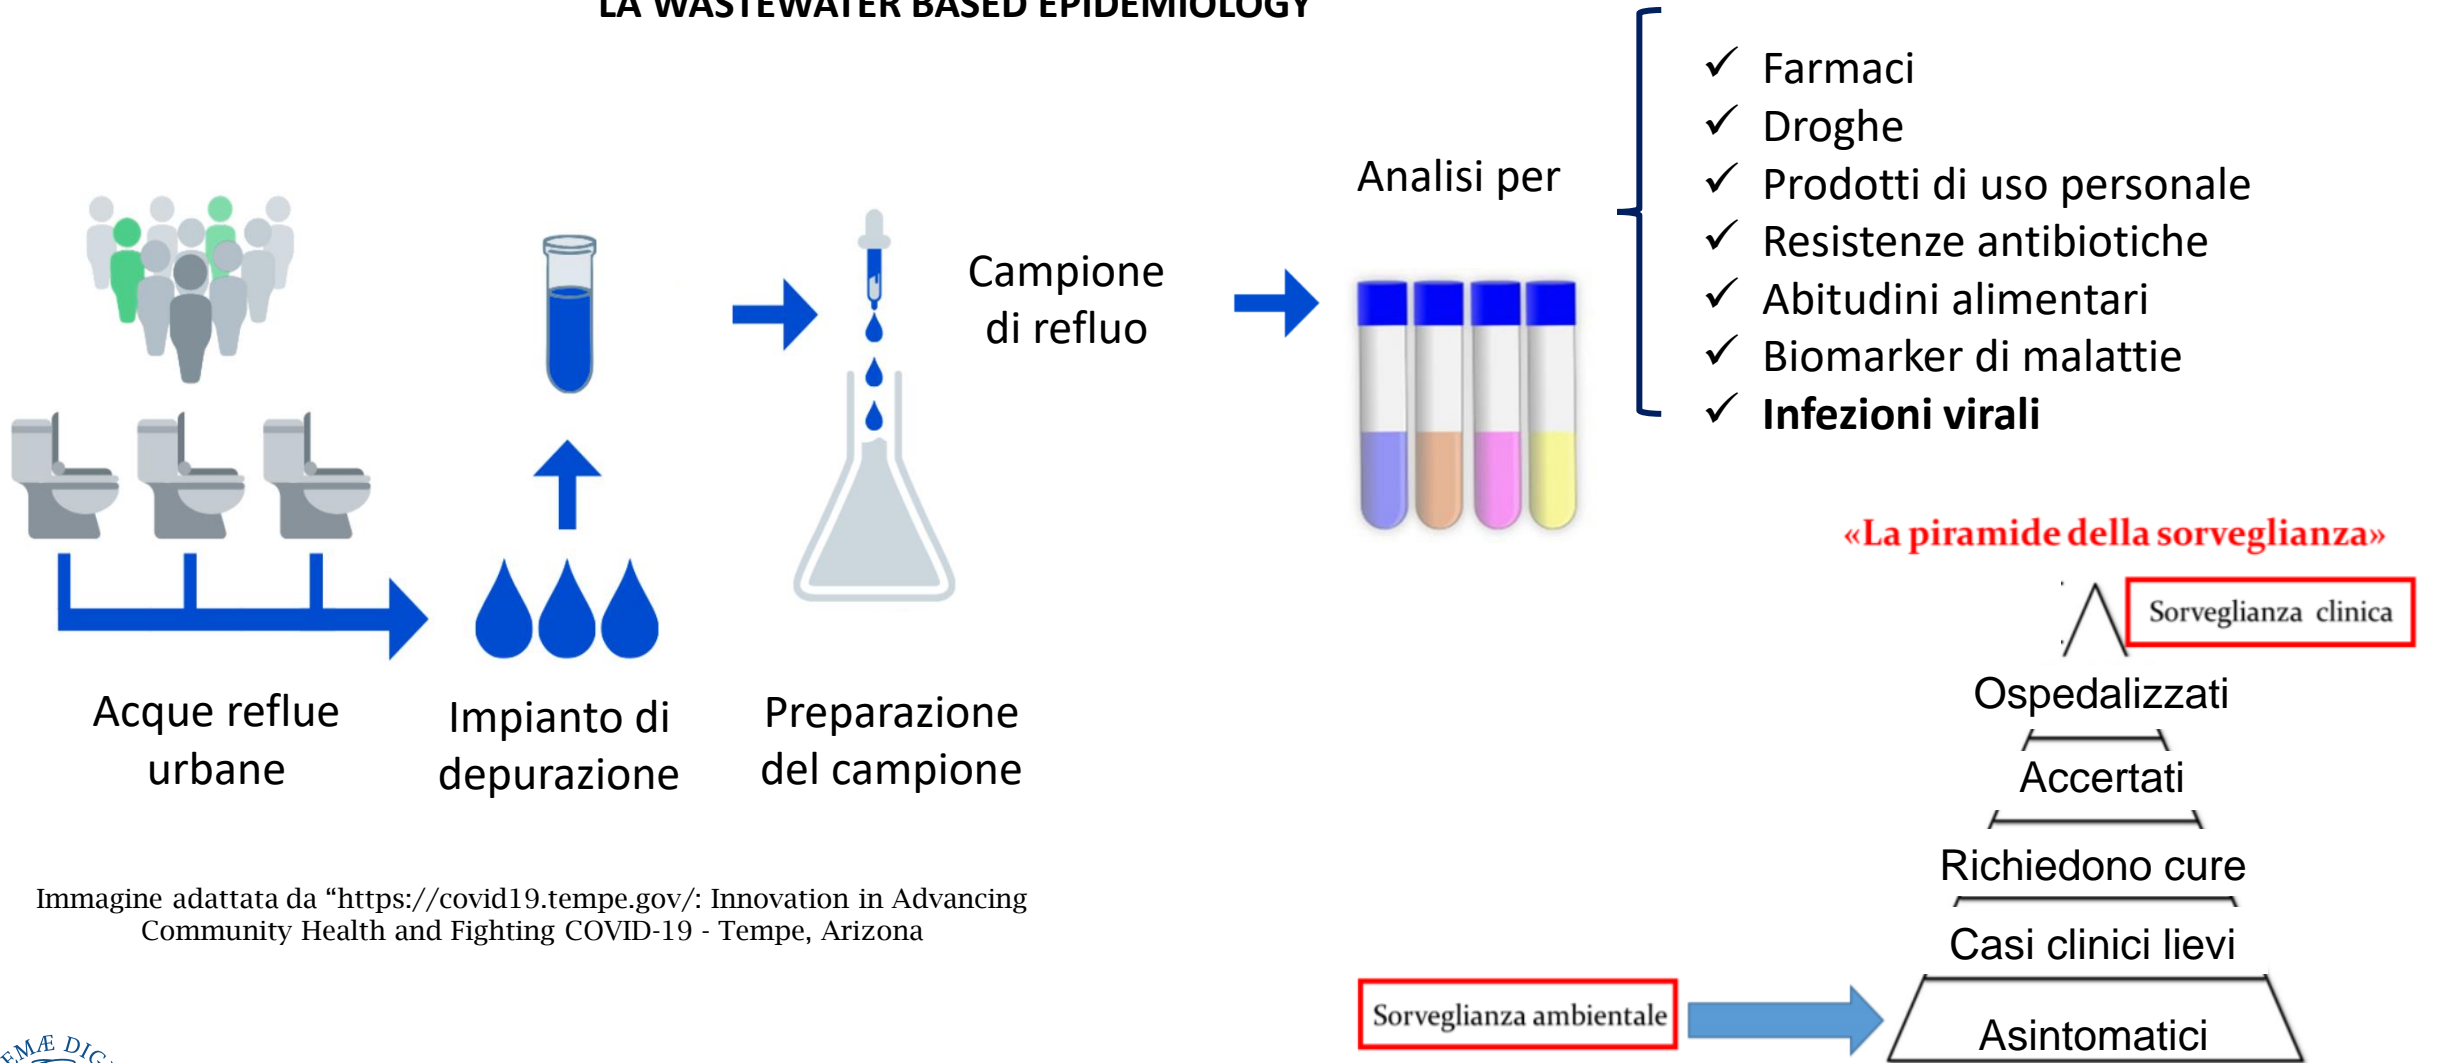 LA WASTEWATER BASED EPIDEMIOLOGY
Farmaci
Droghe
Prodotti di uso personale
Resistenze antibiotiche
Abitudini alimentari
Biomarker di malattie
Infezioni virali
Analisi per
Campione
di refluo
Acque reflue
urbane
Impianto di
depurazione
Preparazione
del campione
«La piramide della sorveglianza»
Sorveglianza clinica
Ospedalizzati
Accertati
Richiedono cure
Casi clinici lievi
Asintomatici
Sorveglianza ambientale
Immagine adattata da “https://covid19.tempe.gov/: Innovation in Advancing
Community Health and Fighting COVID-19 - Tempe, Arizona